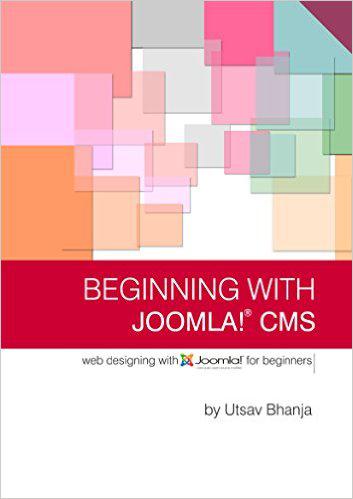 BEGINNING WITH
JOOMLA!® CMS
web designing with Joomla! for beginners
by Utsav Bhanja